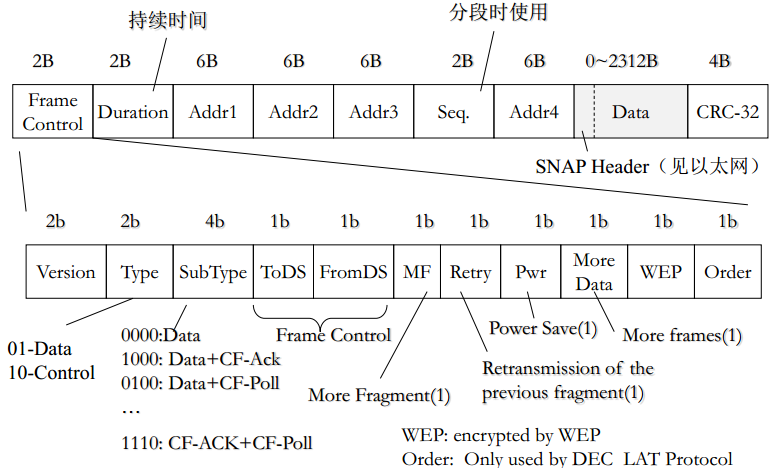 持续时间
分段时使用
2B 2B 6B 6B 6B 2B 6B 0~2312B 4B
Frame Control Duration Addr1 Addr2 Addr3 Seq. Addr4 Data CRC-32
SNAP Header（见以太网）
2b 2b 4b 1b 1b 1b 1b 1b 1b 1b 1b
Version Type SubType ToDS FromDS MF Retry Pwr More Data WEP Order
01-Data
10-Control
0000:Data
1000: Data+CF-Ack
0100: Data+CF-Poll
…
1110: CF-ACK+CF-Poll
Frame Control
More Fragment(1)
Power Save(1)
More frames(1)
Retransmission of the
previous fragment(1)
WEP: encrypted by WEP
Order: Only used by DEC LAT Protocol